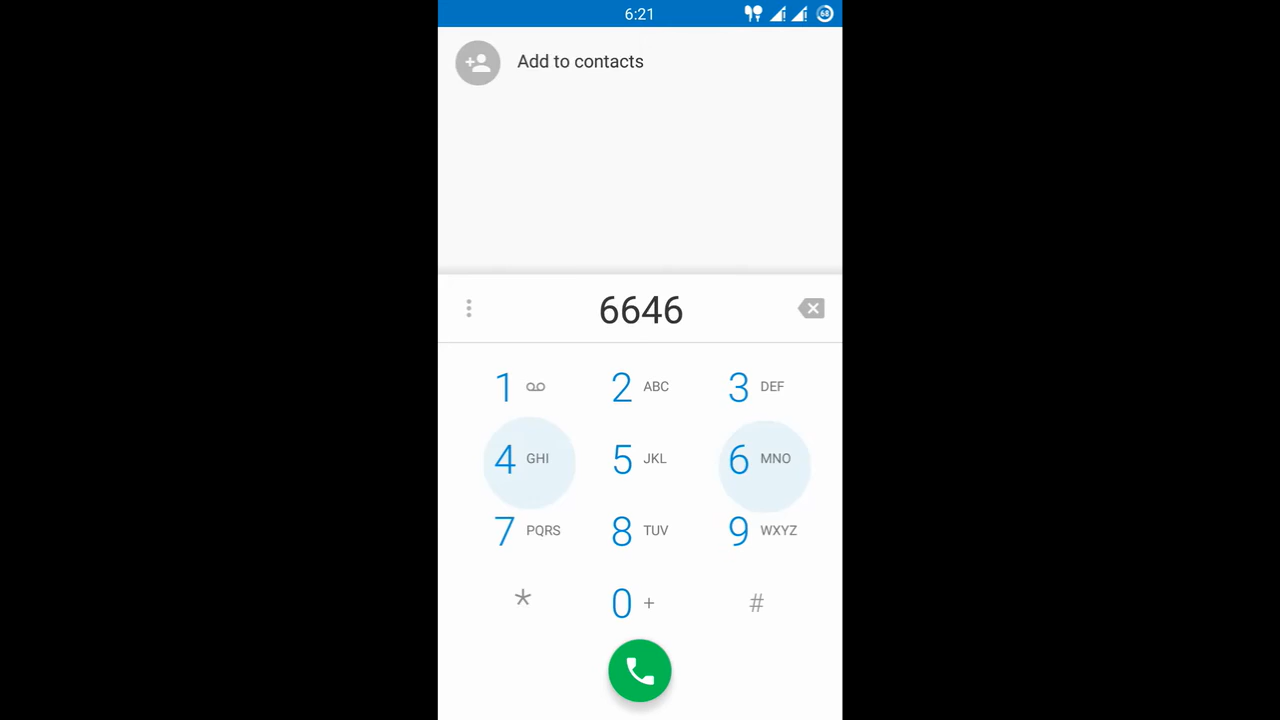 6:21
68
Add to contacts
6646
1
2 ABC
3 DEF
4 GHI
5 JKL
6 MNO
7 PQRS
8 TUV
9 WXYZ
*
0 +
#